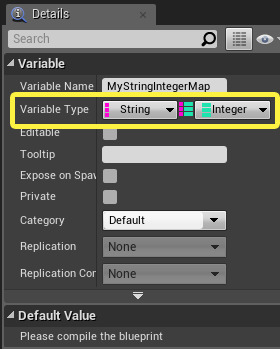 Details
Search
Variable
Variable Name MyStringIntegerMap
Variable Type String Integer
Editable
Tooltip
Expose on Spaw
Private
Category Default
Replication None
Replication Con None
Default Value
Please compile the blueprint